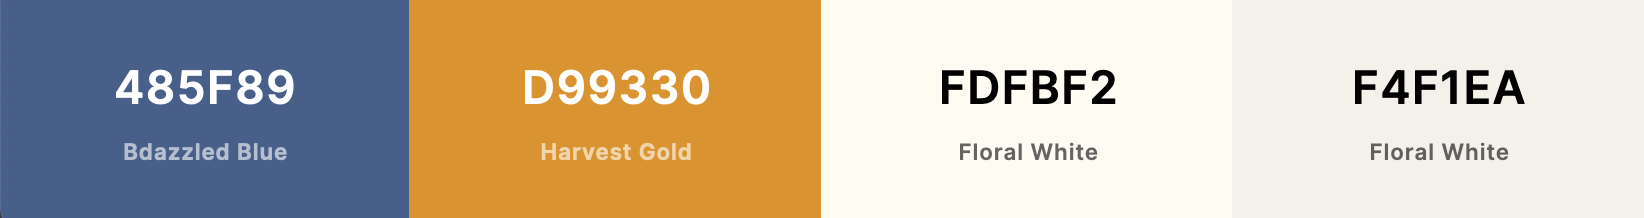 485F89
Bdazzled Blue
D99330
Harvest Gold
FDFBF2
Floral White
F4F1EA
Floral White